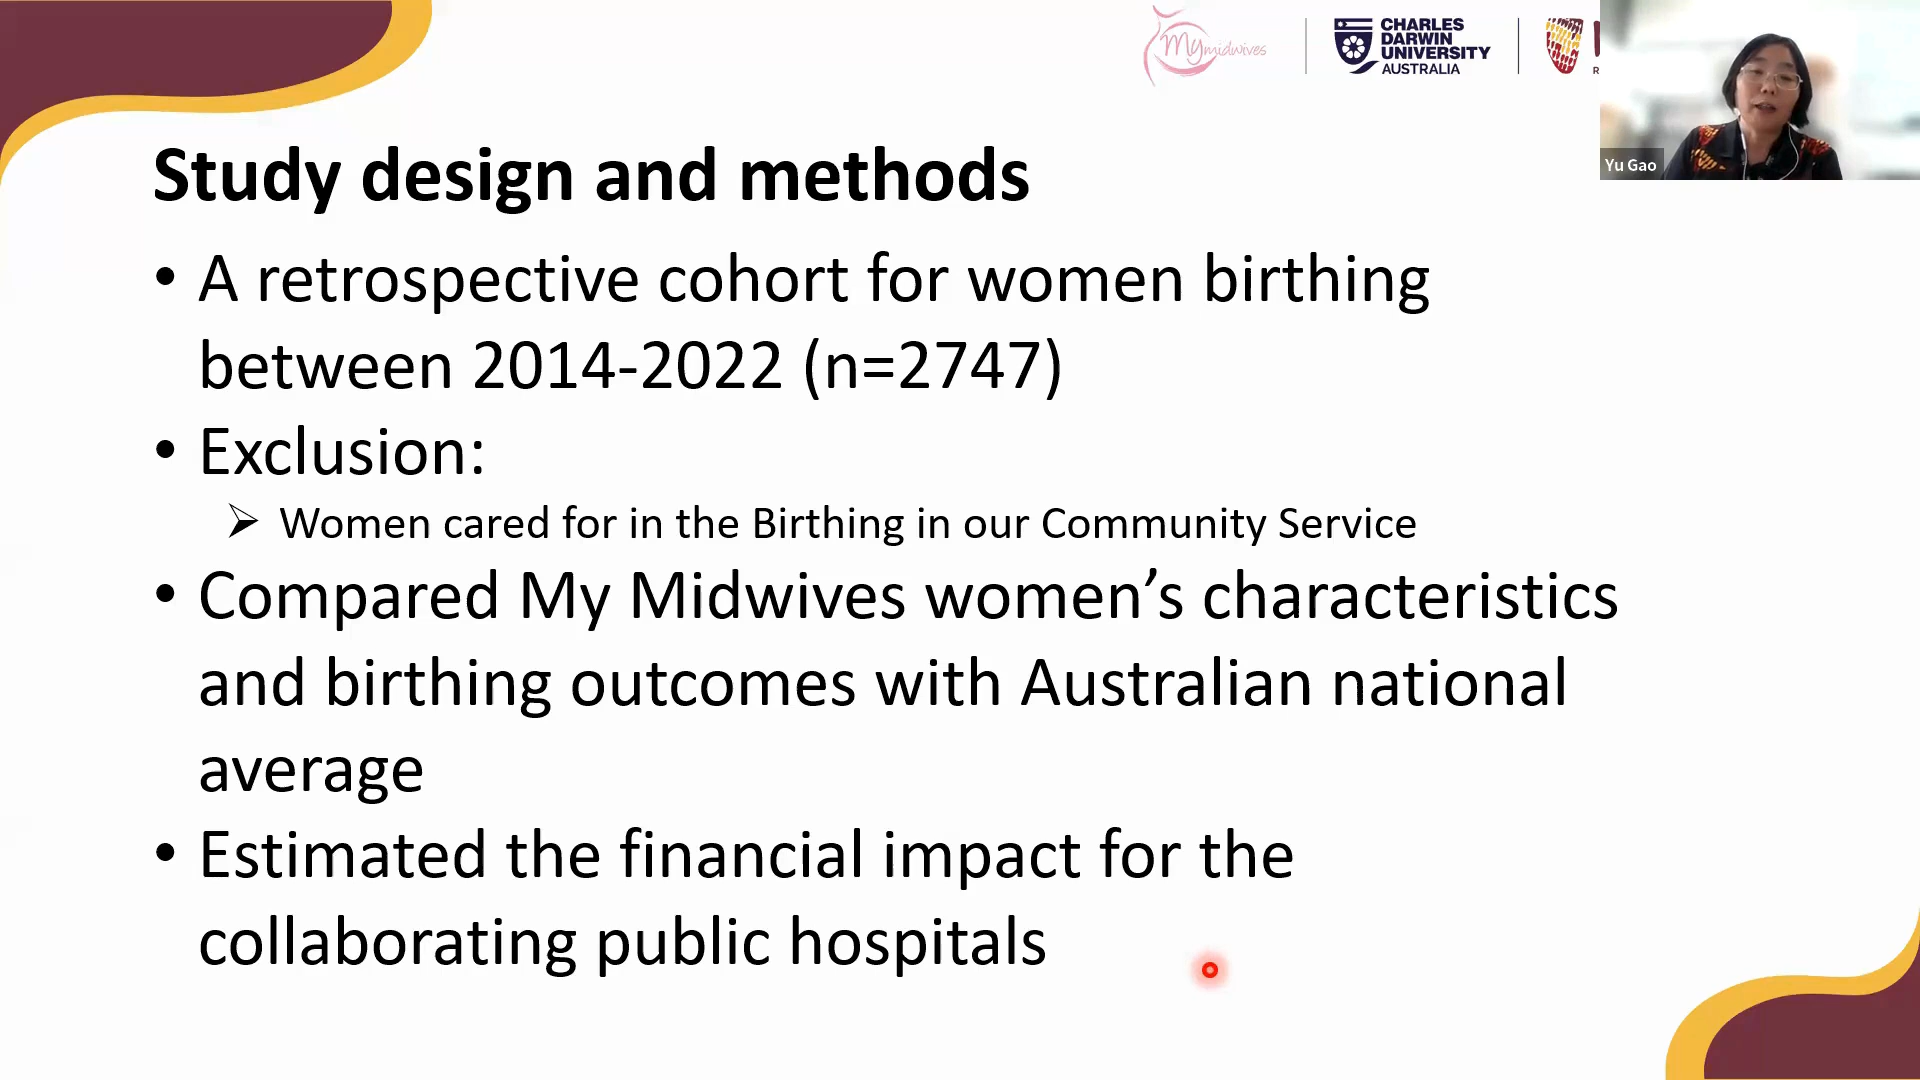 My midwives
CHARLES
DARWIN
UNIVERSITY
AUSTRALIA
Yu Gao
Study design and methods
• A retrospective cohort for women birthing
between 2014-2022 (n=2747)
• Exclusion:
➢ Women cared for in the Birthing in our Community Service
• Compared My Midwives women’s characteristics
and birthing outcomes with Australian national
average
• Estimated the financial impact for the
collaborating public hospitals